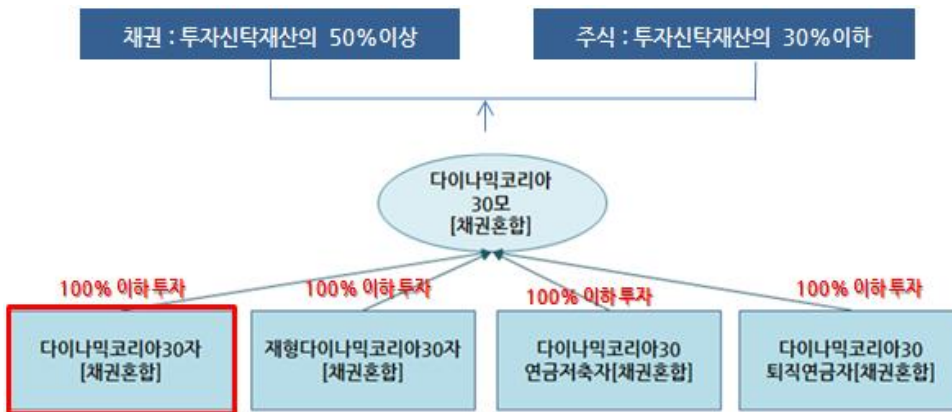 채권 : 투자신탁재산의 50%이상
주식 : 투자신탁재산의 30%이하
다이나믹코리아
30모
[채권혼합]
100% 이하 투자
100% 이하 투자
100% 이하 투자
100% 이하 투자
다이나믹코리아30자
[채권혼합]
재형다이나믹코리아30자
[채권혼합]
다이나믹코리아30
연금저축자[채권혼합]
다이나믹코리아30
퇴직연금자[채권혼합]